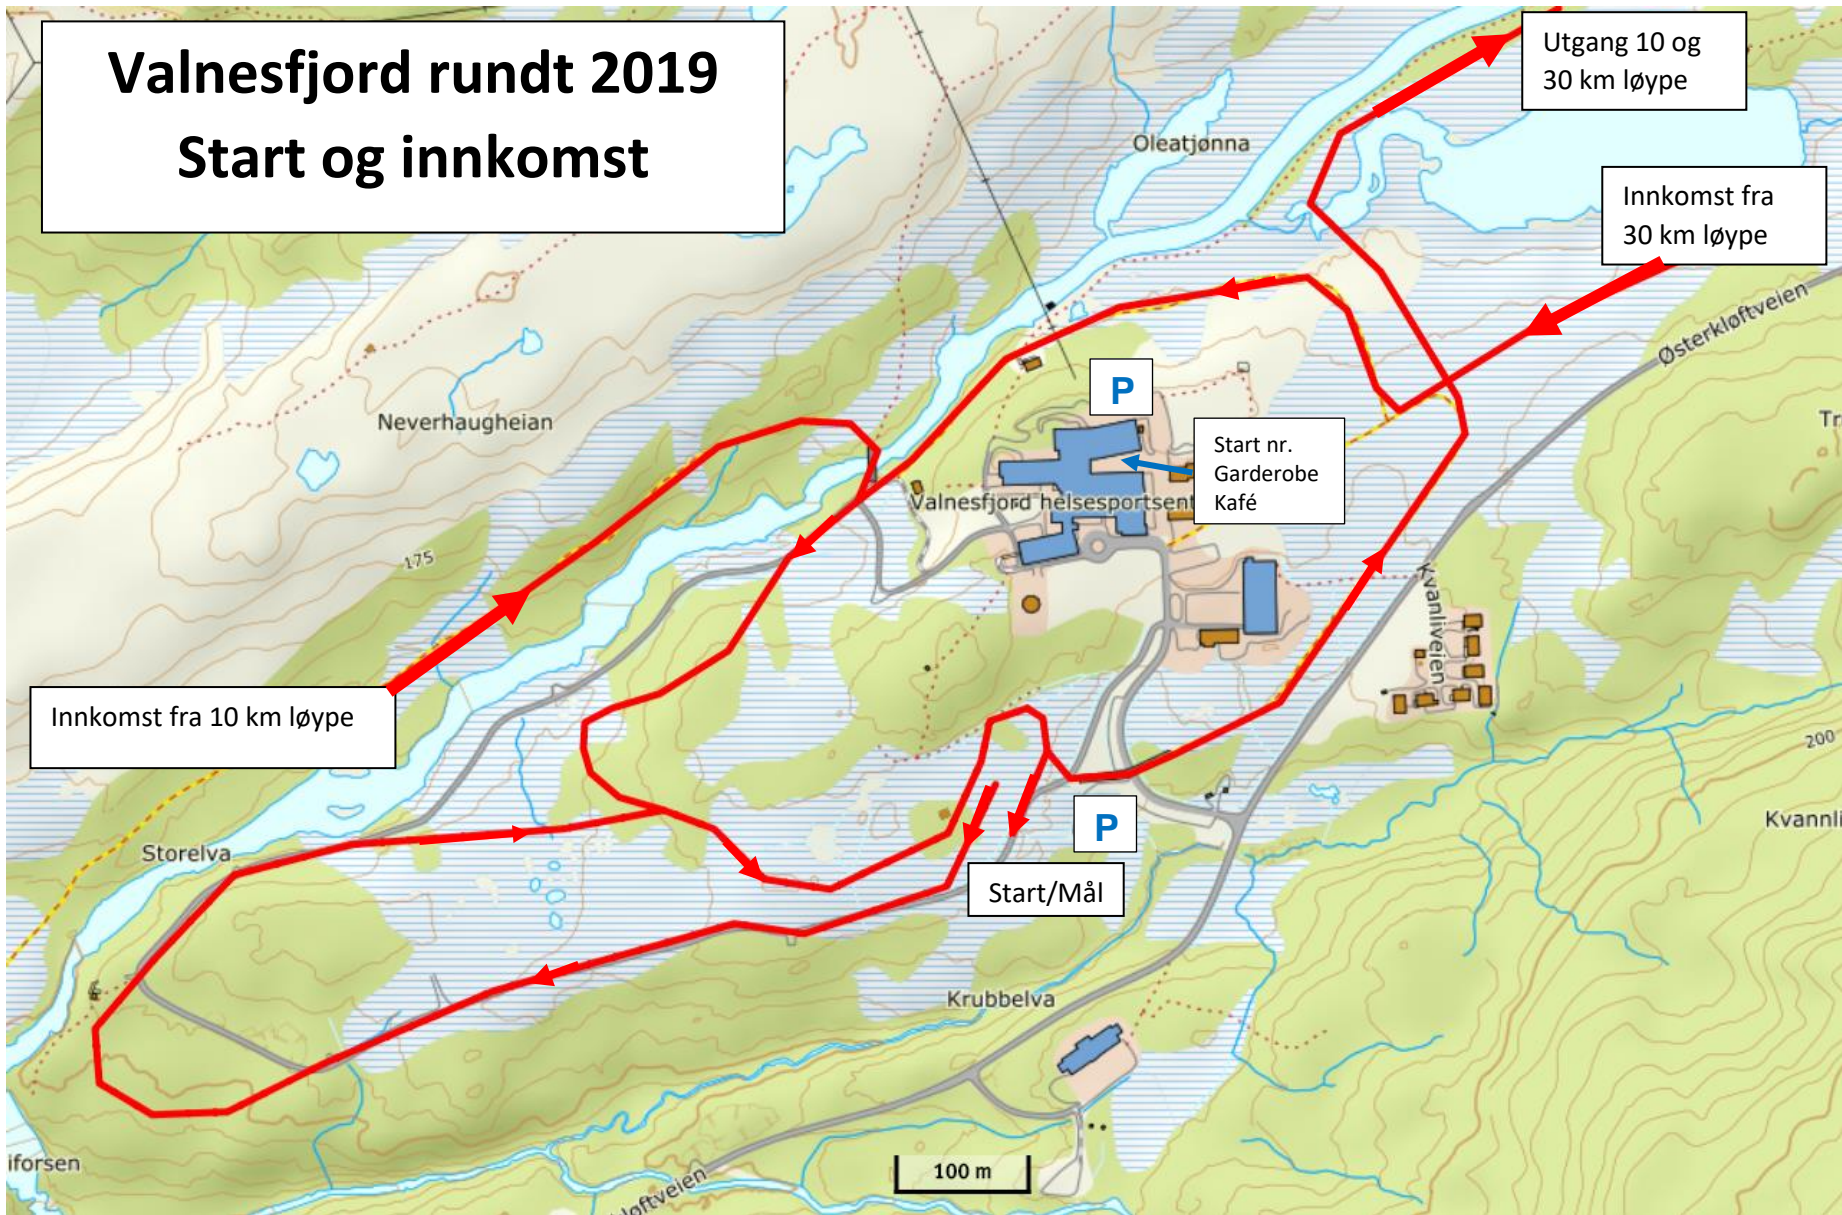 Valnesfjord rundt 2019
Start og innkomst
Utgang 10 og
30 km løype
Oleatjønna
Innkomst fra
30 km løype
Østerkløftveien
P
Neverhaugheian
Start nr.
Garderobe
Kafé
Valnesfjord helsesportsent
175
Kvanliveien
Innkomst fra 10 km løype
200
P
Kvannli
Storelva
Start/Mål
Krubbelva
iforsen
100 m
løftveien
Tr